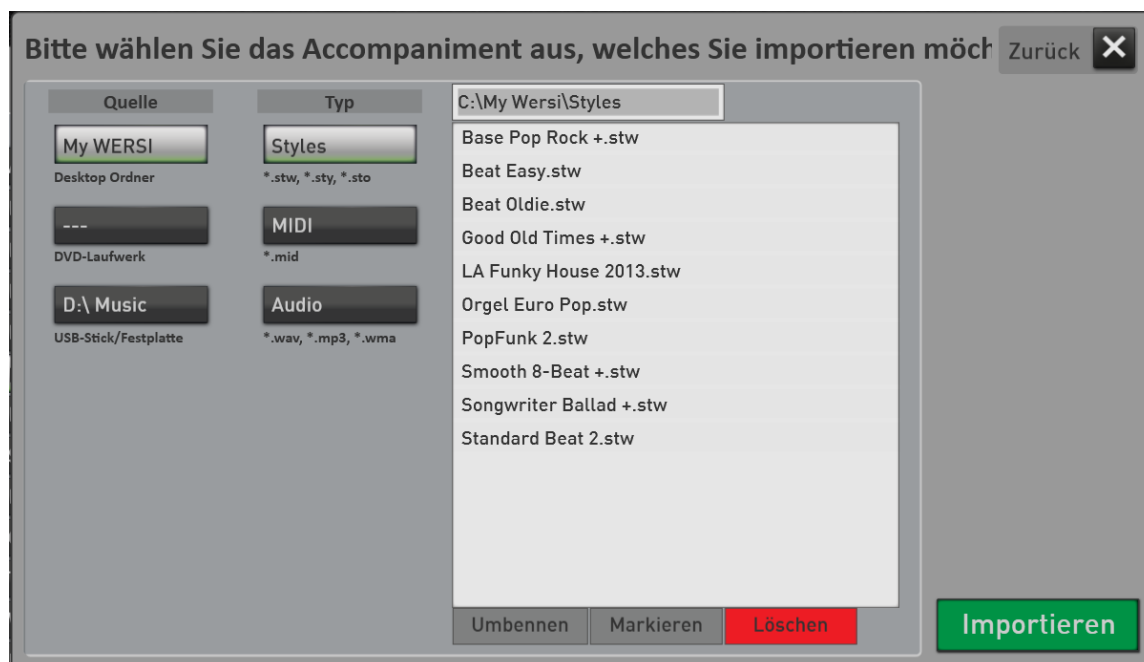 Bitte wählen Sie das Accompaniment aus, welches Sie importieren möch
Zurück
Quelle
My WERSI
Desktop Ordner
---
DVD-Laufwerk
D:\ Music
USB-Stick/Festplatte
Typ
Styles
*.stw, *.sty, *.sto
MIDI
*.mid
Audio
*.wav, *.mp3, *.wma
C:\My Wersi\Styles
Base Pop Rock +.stw
Beat Easy.stw
Beat Oldie.stw
Good Old Times +.stw
LA Funky House 2013.stw
Orgel Euro Pop.stw
PopFunk 2.stw
Smooth 8-Beat +.stw
Songwriter Ballad +.stw
Standard Beat 2.stw
Umbennen
Markieren
Löschen
Importieren